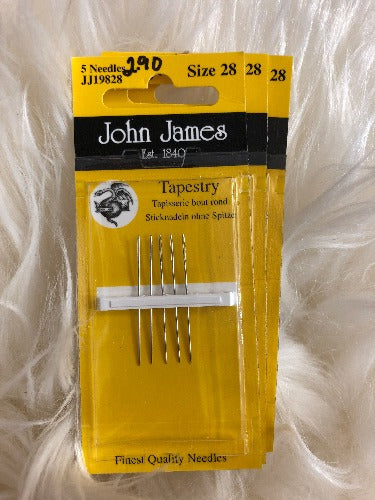 5 Needles 290
JJ19828
Size 28
28
28
John James
Est. 1840
Tapestry
Tapisserie bout rond
Sticknadeln ohne Spitze
Finest Quality Needles